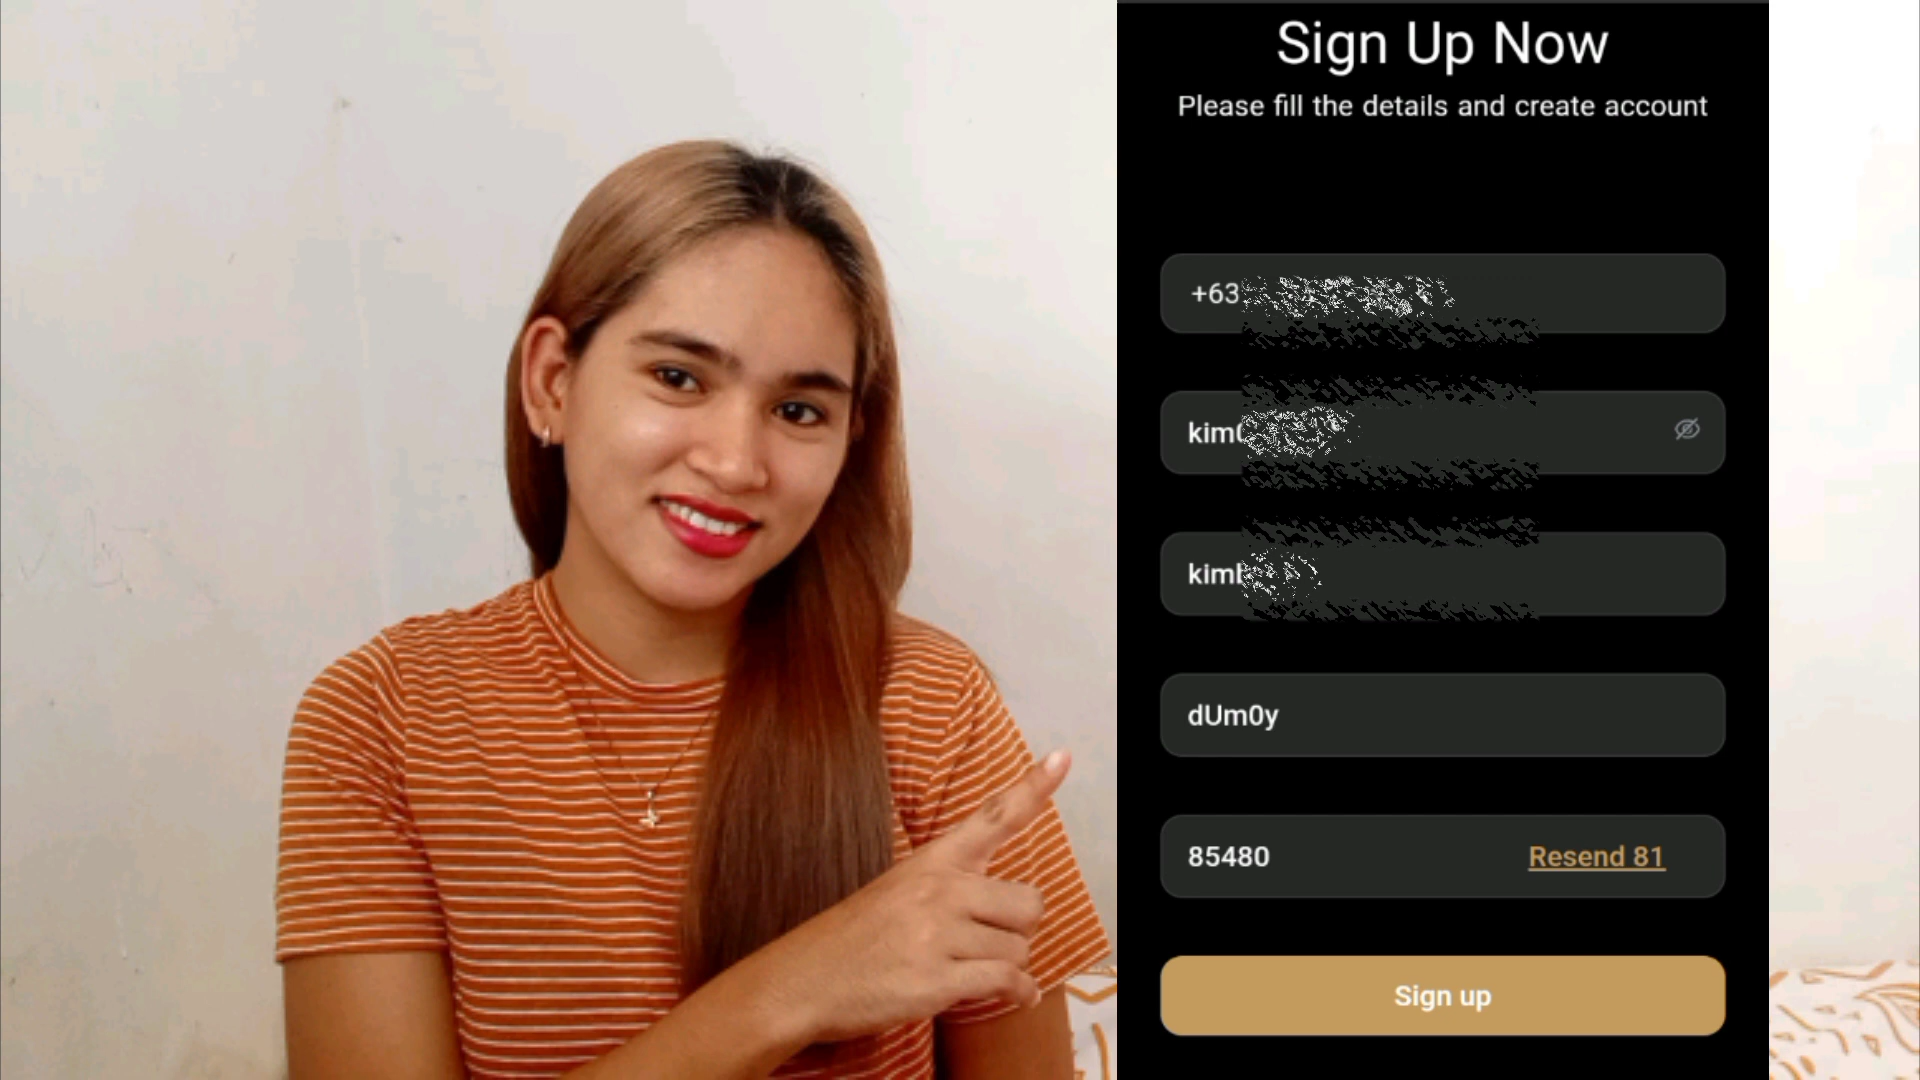 Sign Up Now
Please fill the details and create account
+63
kim
kim
dUm0y
85480
Resend 81
Sign up